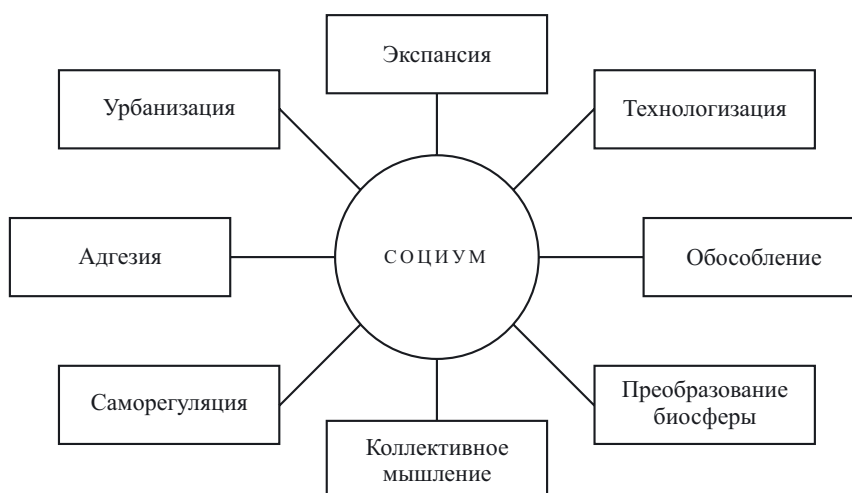 Экспансия
Урбанизация
Технологизация
Адгезия
СОЦИУМ
Обособление
Саморегуляция
Преобразование
биосферы
Коллективное
мышление